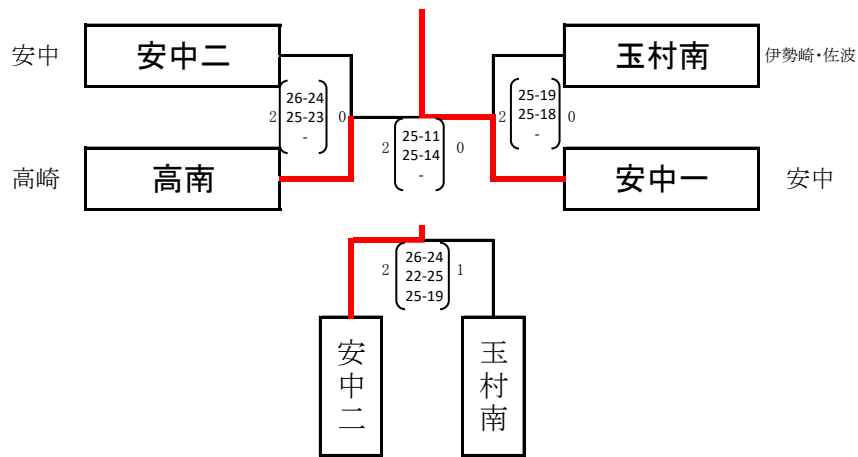 安中
安中二
玉村南
伊勢崎・佐波
2
26-24
25-23
-
0
2
25-19
25-18
-
0
2
25-11
25-14
-
0
高崎
高南
安中一
安中
2
26-24
22-25
25-19
1
安中二
玉村南